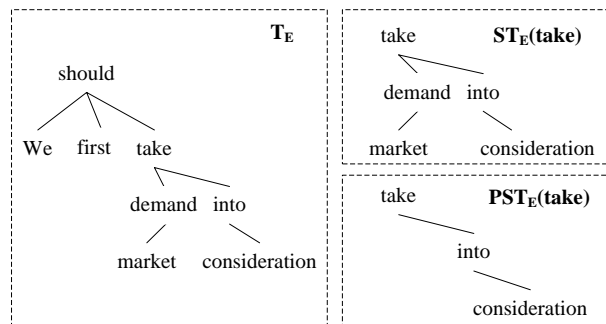 T_E
should
We first take
demand into
market consideration
take ST_E(take)
demand into
market consideration
take PST_E(take)
into
consideration